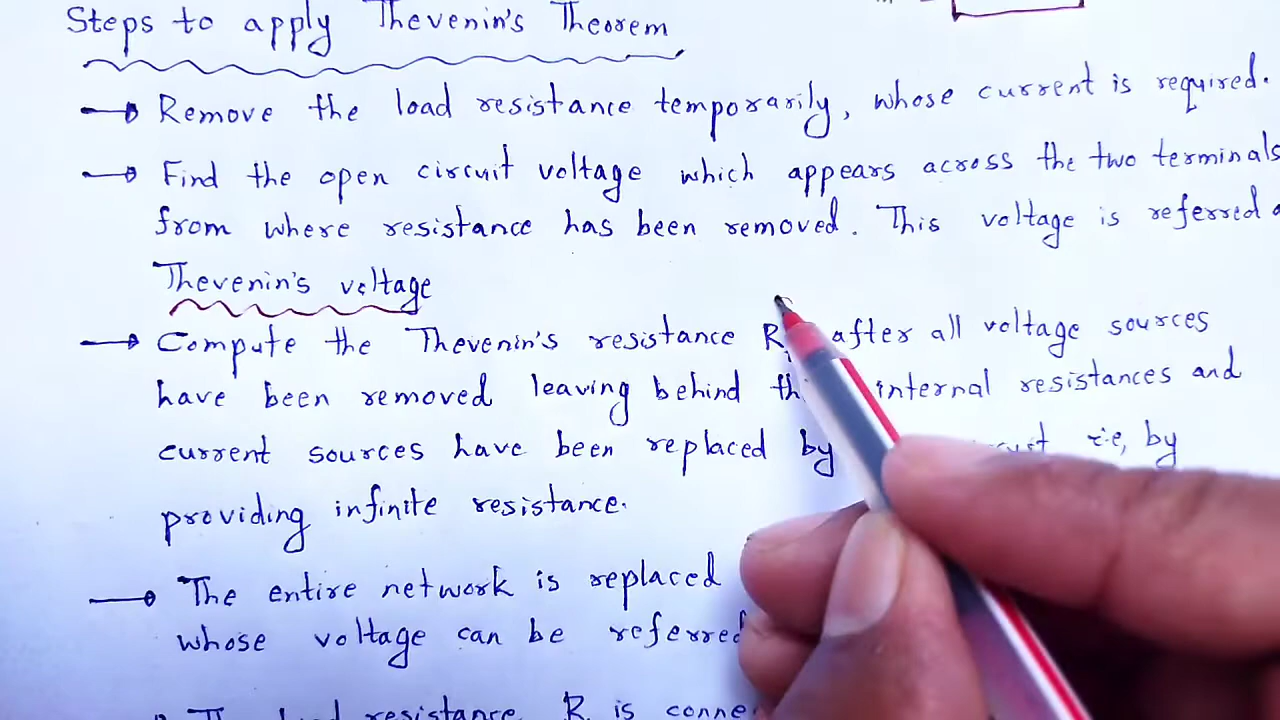 Steps to apply Thevenin's Theorem
Remove the load resistance temporarily, whose current is required.
Find the open circuit voltage which appears across the two terminals
from where resistance has been removed. This voltage is referred
Thevenin's voltage
Compute the Thevenin's resistance after all voltage sources
have been removed leaving behind internal resistances and
current sources have been replaced by i.e, by
providing infinite resistance.
The entire network is replaced
whose voltage can be referred
resistance R is